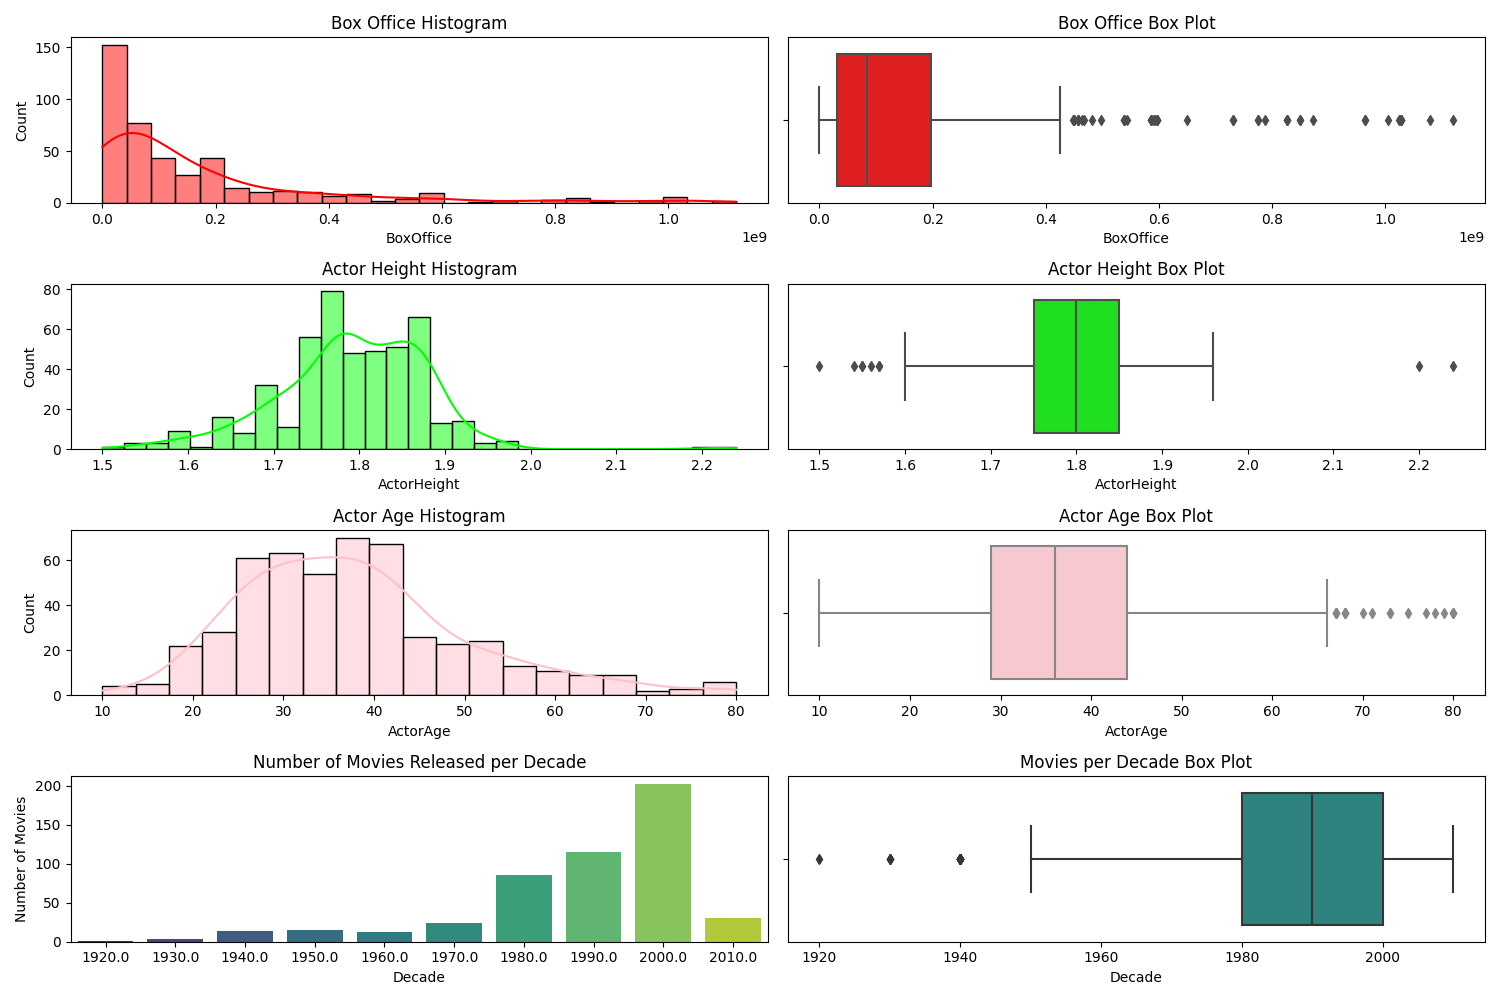 Box Office Histogram
Count
150
100
50
0
0.0 0.2 0.4 0.6 0.8 1.0
1e9
BoxOffice
Box Office Box Plot
0.0 0.2 0.4 0.6 0.8 1.0
1e9
BoxOffice
Actor Height Histogram
Count
80
60
40
20
0
1.5 1.6 1.7 1.8 1.9 2.0 2.1 2.2
ActorHeight
Actor Height Box Plot
1.5 1.6 1.7 1.8 1.9 2.0 2.1 2.2
ActorHeight
Actor Age Histogram
Count
60
40
20
0
10 20 30 40 50 60 70 80
ActorAge
Actor Age Box Plot
10 20 30 40 50 60 70 80
ActorAge
Number of Movies Released per Decade
Number of Movies
200
150
100
50
0
1920.0 1930.0 1940.0 1950.0 1960.0 1970.0 1980.0 1990.0 2000.0 2010.0
Decade
Movies per Decade Box Plot
1920 1940 1960 1980 2000
Decade